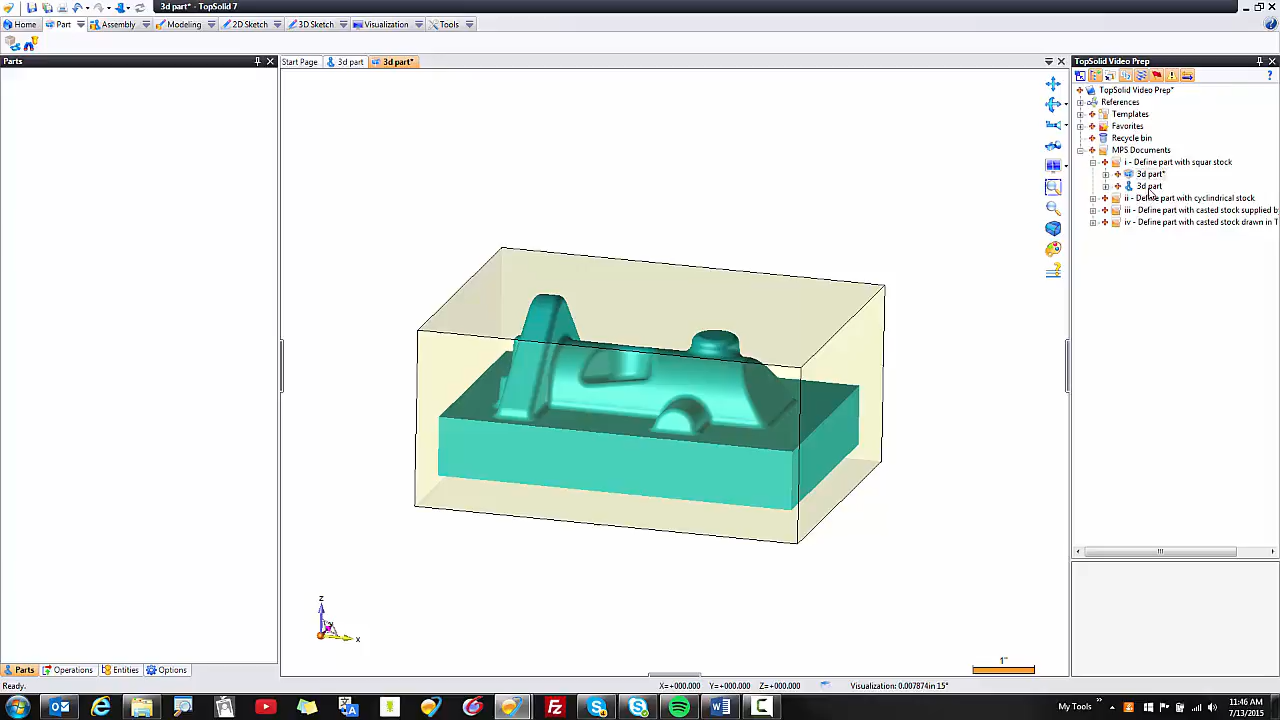 3d part* - TopSolid 7
Home Part Assembly Modeling 2D Sketch 3D Sketch Visualization Tools
Parts
Start Page 3d part 3d part*
TopSolid Video Prep
TopSolid Video Prep*
References
Templates
Favorites
Recycle bin
MPS Documents
i - Define part with squar stock
3d part*
3d part
ii - Define part with cyclindrical stock
iii - Define part with casted stock supplied b
iv - Define part with casted stock drawn in T
z
x
1"
Parts Operations Entities Options
Ready.
X=+000.000 Y=+000.000 Z=+000.000 Visualization: 0.007874in 15°
My Tools
11:46 AM
7/13/2015